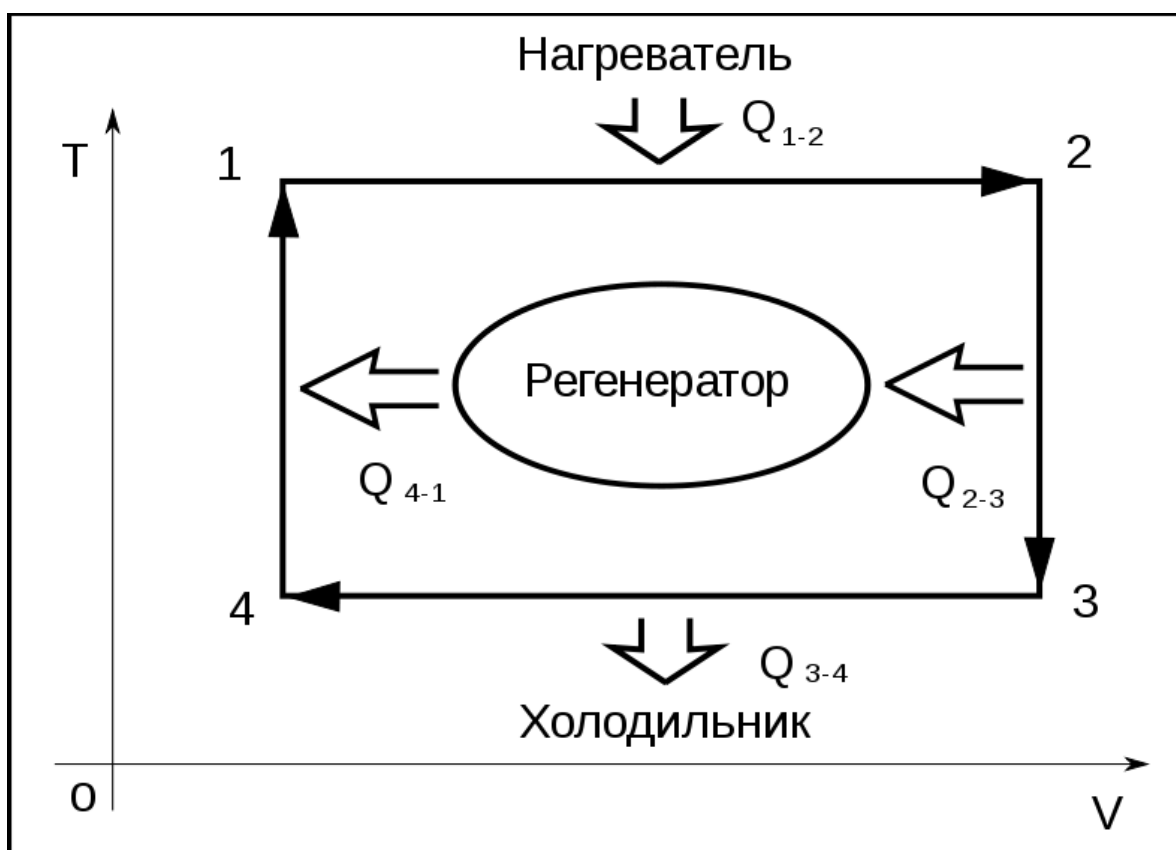 Нагреватель
Q 1-2
T
1
2
Регенератор
Q 4-1
Q 2-3
4
3
Q 3-4
Холодильник
o
V